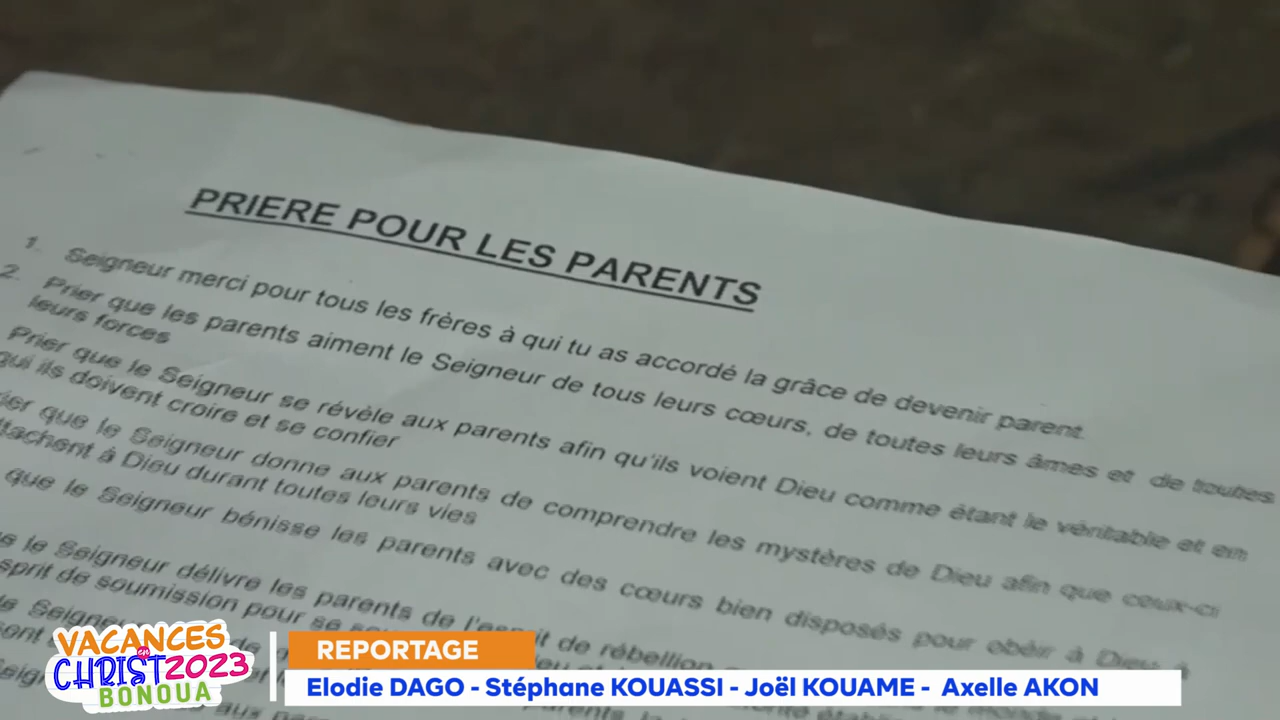 PRIERE POUR LES PARENTS
1. Seigneur merci pour tous les frères à qui tu as accordé la grâce de devenir parent.
2. Prier que les parents aiment le Seigneur de tous leurs cœurs, de toutes leurs âmes et de toutes
leurs forces
Prier que le Seigneur se révèle aux parents afin qu'ils voient Dieu comme étant le véritable et en
qui ils doivent croire et se confier
ier que le Seigneur donne aux parents de comprendre les mystères de Dieu afin que ceux-ci
ttachent à Dieu durant toutes leurs vies
que le Seigneur bénisse les parents avec des cœurs bien disposés pour obéir à Dieu
e le Seigneur délivre les parents de l'esprit de rébellion
sprit de soumission pour se
VACANCES
en
CHRIST 2023
BONOUA
REPORTAGE
Elodie DAGO - Stéphane KOUASSI - Joël KOUAME - Axelle AKON